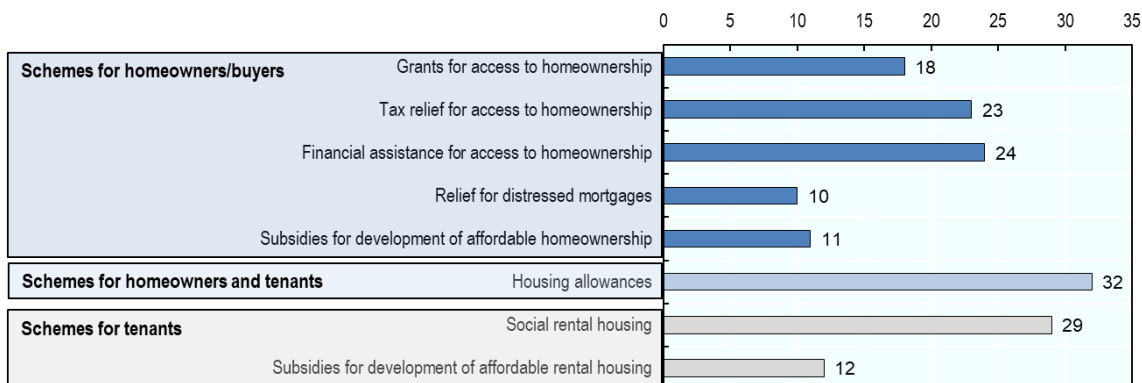 0 5 10 15 20 25 30 35
Schemes for homeowners/buyers
Grants for access to homeownership 18
Tax relief for access to homeownership 23
Financial assistance for access to homeownership 24
Relief for distressed mortgages 10
Subsidies for development of affordable homeownership 11
Schemes for homeowners and tenants Housing allowances 32
Schemes for tenants Social rental housing 29
Subsidies for development of affordable rental housing 12